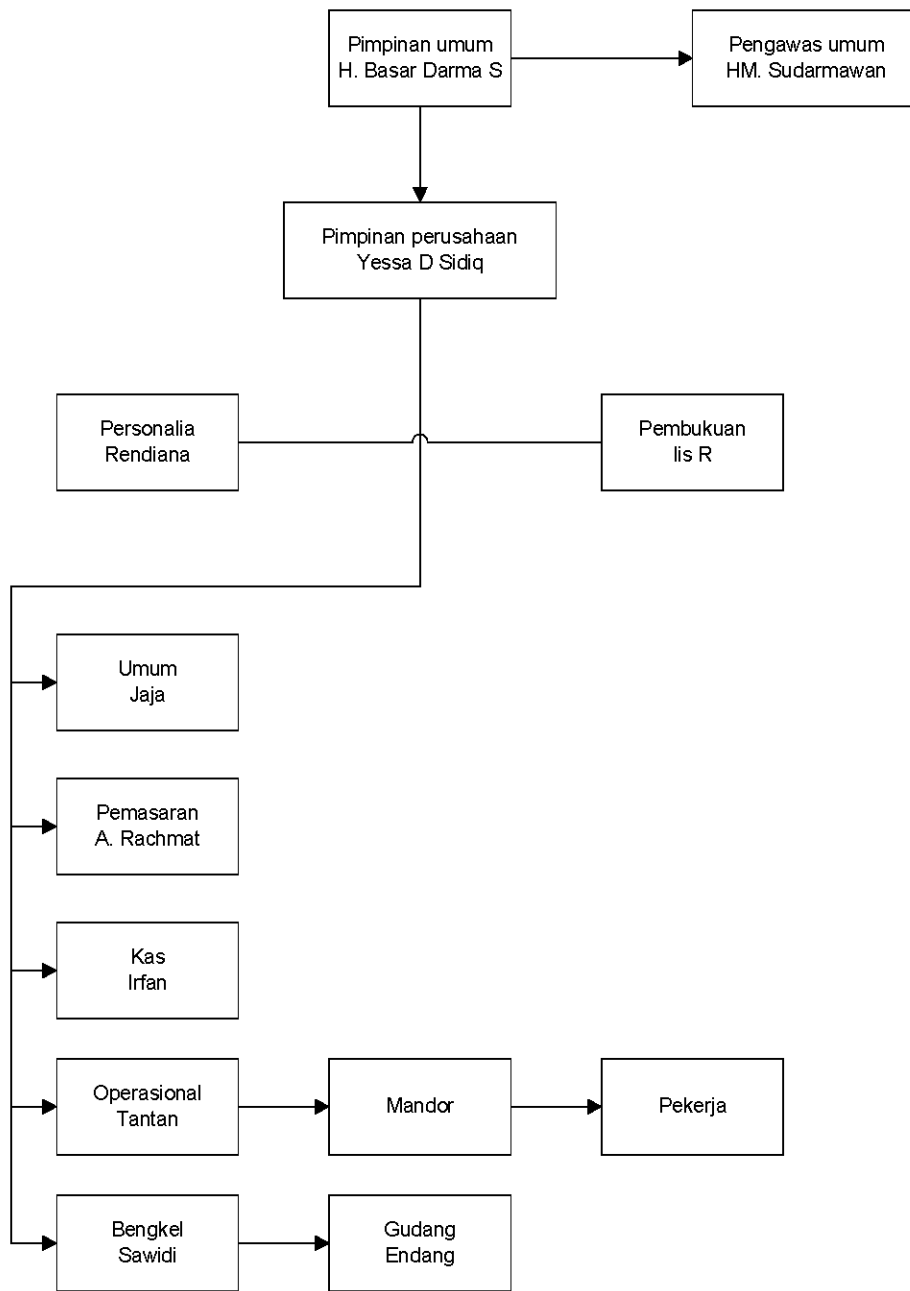 Pimpinan umum
H. Basar Darma S
Pengawas umum
HM. Sudarmawan
Pimpinan perusahaan
Yessa D Sidiq
Personalia
Rendiana
Pembukuan
Iis R
Umum
Jaja
Pemasaran
A. Rachmat
Kas
Irfan
Operasional
Tantan
Mandor
Pekerja
Bengkel
Sawidi
Gudang
Endang